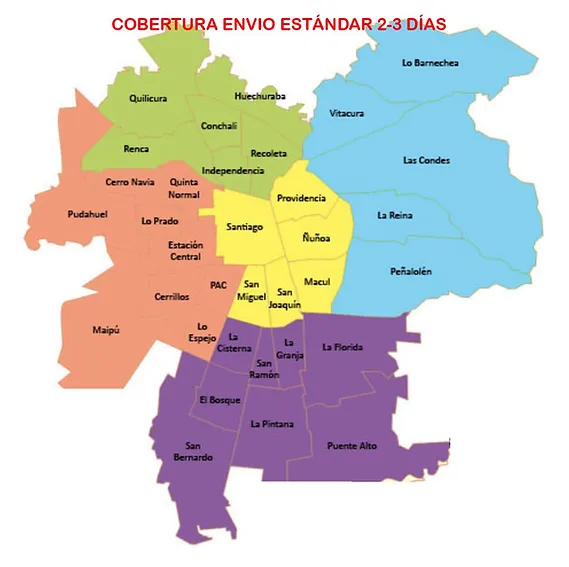 COBERTURA ENVIO ESTÁNDAR 2-3 DÍAS
Lo Barnechea
Quilicura
Huechuraba
Vitacura
Conchalí
Renca
Recoleta
Las Condes
Independencia
Cerro Navia
Quinta
Normal
Providencia
Pudahuel
Lo Prado
Santiago
La Reina
Ñuñoa
Estación
Central
Peñalolén
PAC
San
Miguel
San
Joaquín
Macul
Cerrillos
Maipú
Lo
Espejo
La
Cisterna
La
Granja
La Florida
San
Ramón
El Bosque
La Pintana
San
Bernardo
Puente Alto